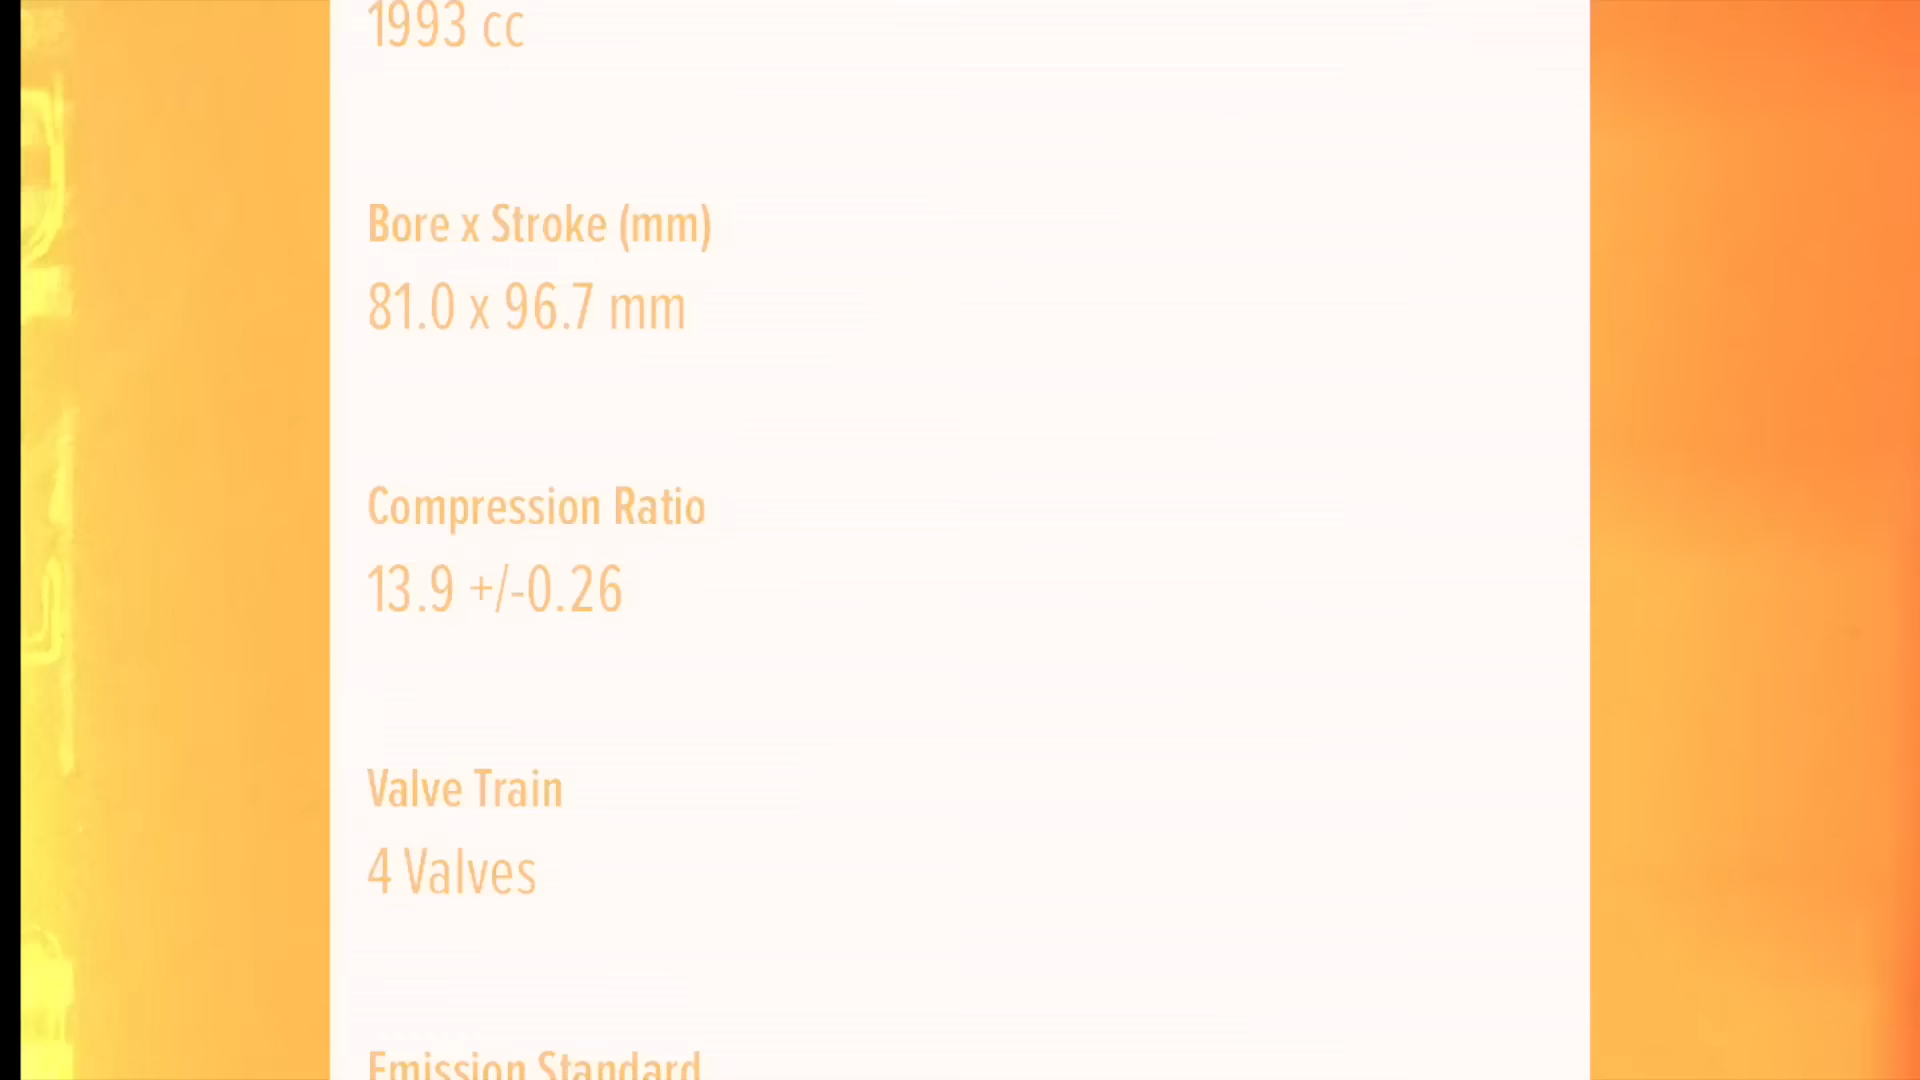 1993 cc
Bore x Stroke (mm)
81.0 x 96.7 mm
Compression Ratio
13.9 +/-0.26
Valve Train
4 Valves
Emission Standard